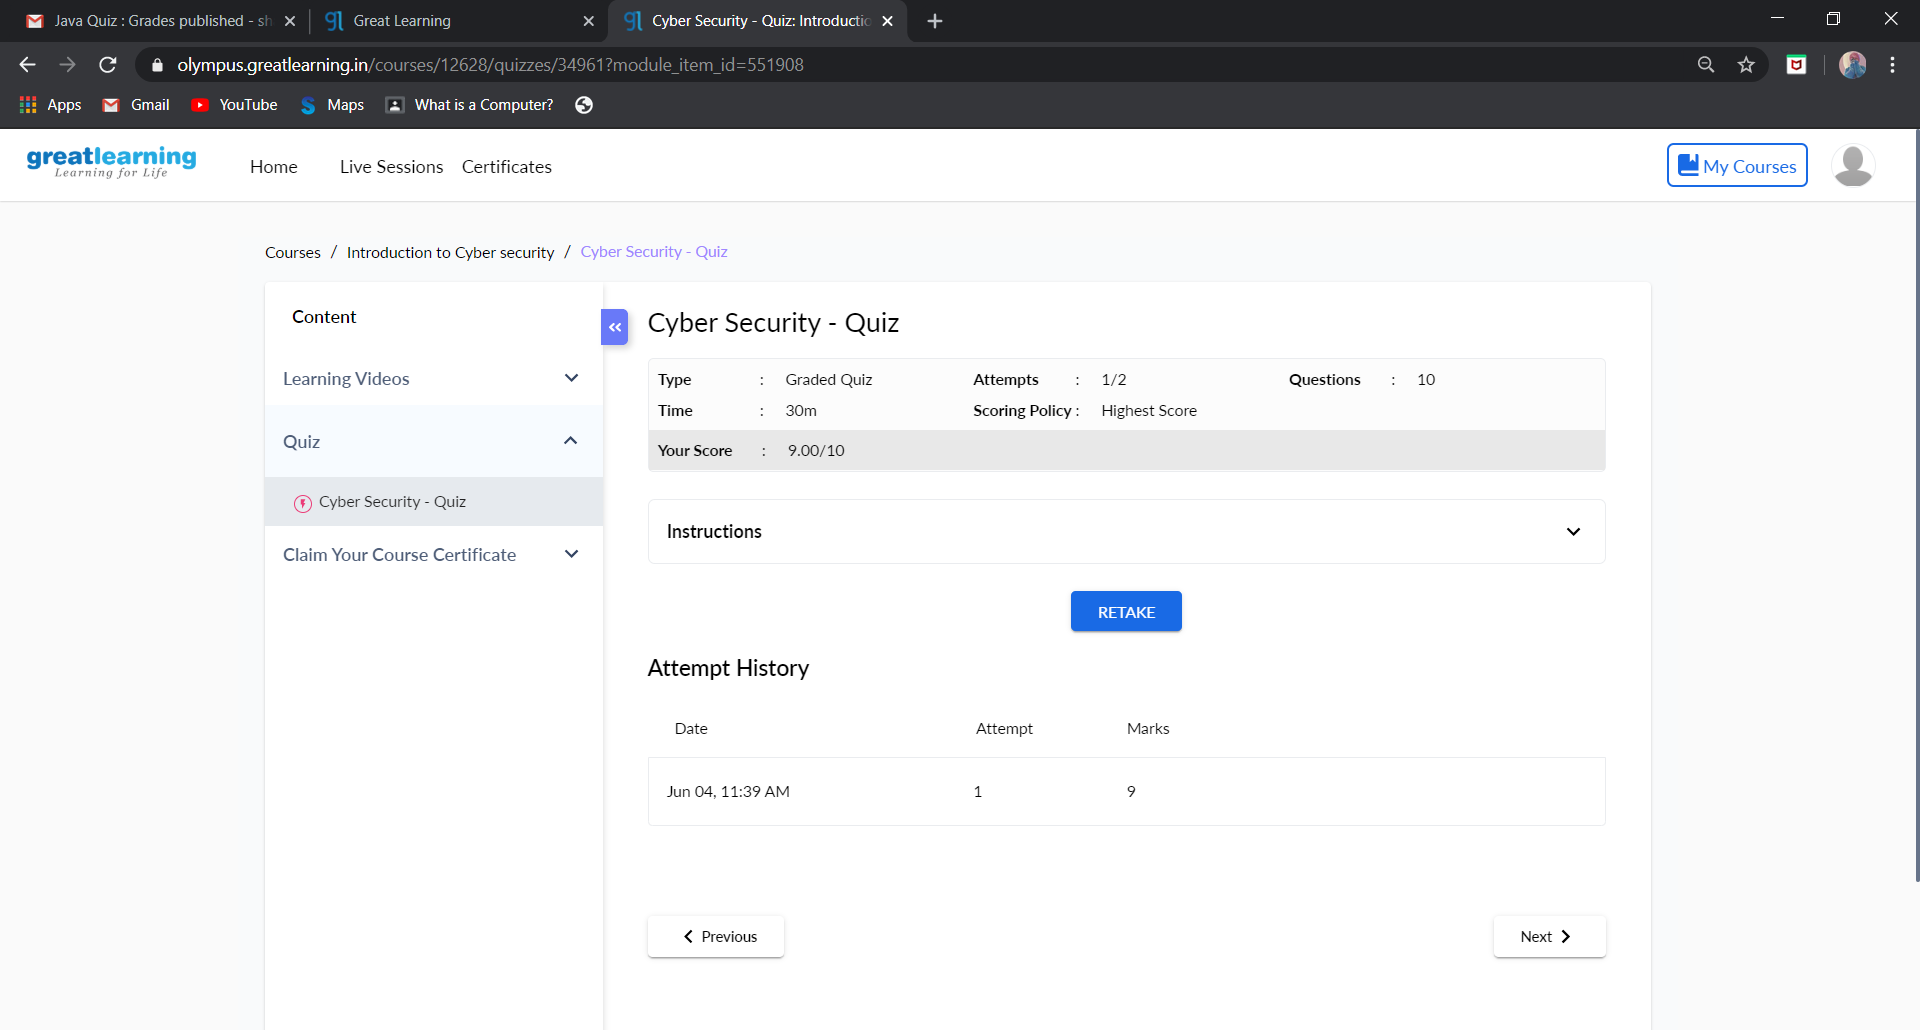 Java Quiz : Grades published - sh
Great Learning
Cyber Security - Quiz: Introductio
olympus.greatlearning.in/courses/12628/quizzes/34961?module_item_id=551908
Apps
Gmail
YouTube
Maps
What is a Computer?
greatlearning
Learning for Life
Home
Live Sessions
Certificates
My Courses
Courses / Introduction to Cyber security / Cyber Security - Quiz
Content
Learning Videos
Quiz
Cyber Security - Quiz
Claim Your Course Certificate
Cyber Security - Quiz
Type : Graded Quiz Attempts : 1/2 Questions : 10
Time : 30m Scoring Policy : Highest Score
Your Score : 9.00/10
Instructions
RETAKE
Attempt History
Date Attempt Marks
Jun 04, 11:39 AM 1 9
Previous
Next